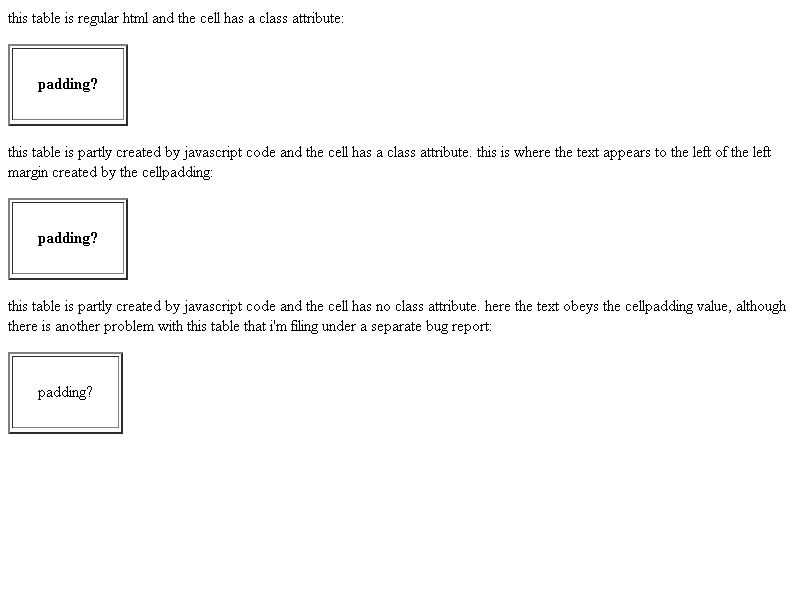 this table is regular html and the cell has a class attribute:
padding?
this table is partly created by javascript code and the cell has a class attribute. this is where the text appears to the left of the left
margin created by the cellpadding:
padding?
this table is partly created by javascript code and the cell has no class attribute. here the text obeys the cellpadding value, although
there is another problem with this table that i'm filing under a separate bug report:
padding?